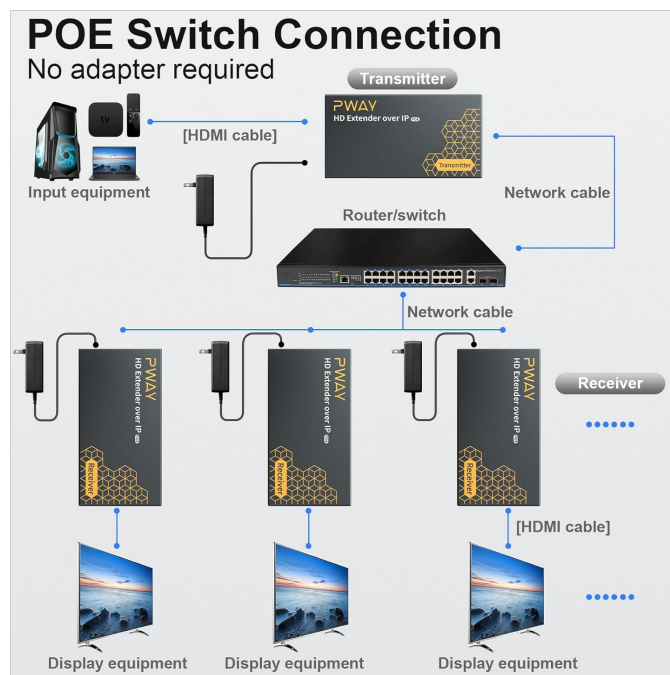 POE Switch Connection
No adapter required
Transmitter
PWAY
HD Extender over IP
tv
[HDMI cable]
Transmitter
Input equipment
Network cable
Router/switch
Network cable
PWAY
HD Extender over IP
Receiver
PWAY
HD Extender over IP
Receiver
PWAY
HD Extender over IP
Receiver
Receiver
[HDMI cable]
Display equipment
Display equipment
Display equipment